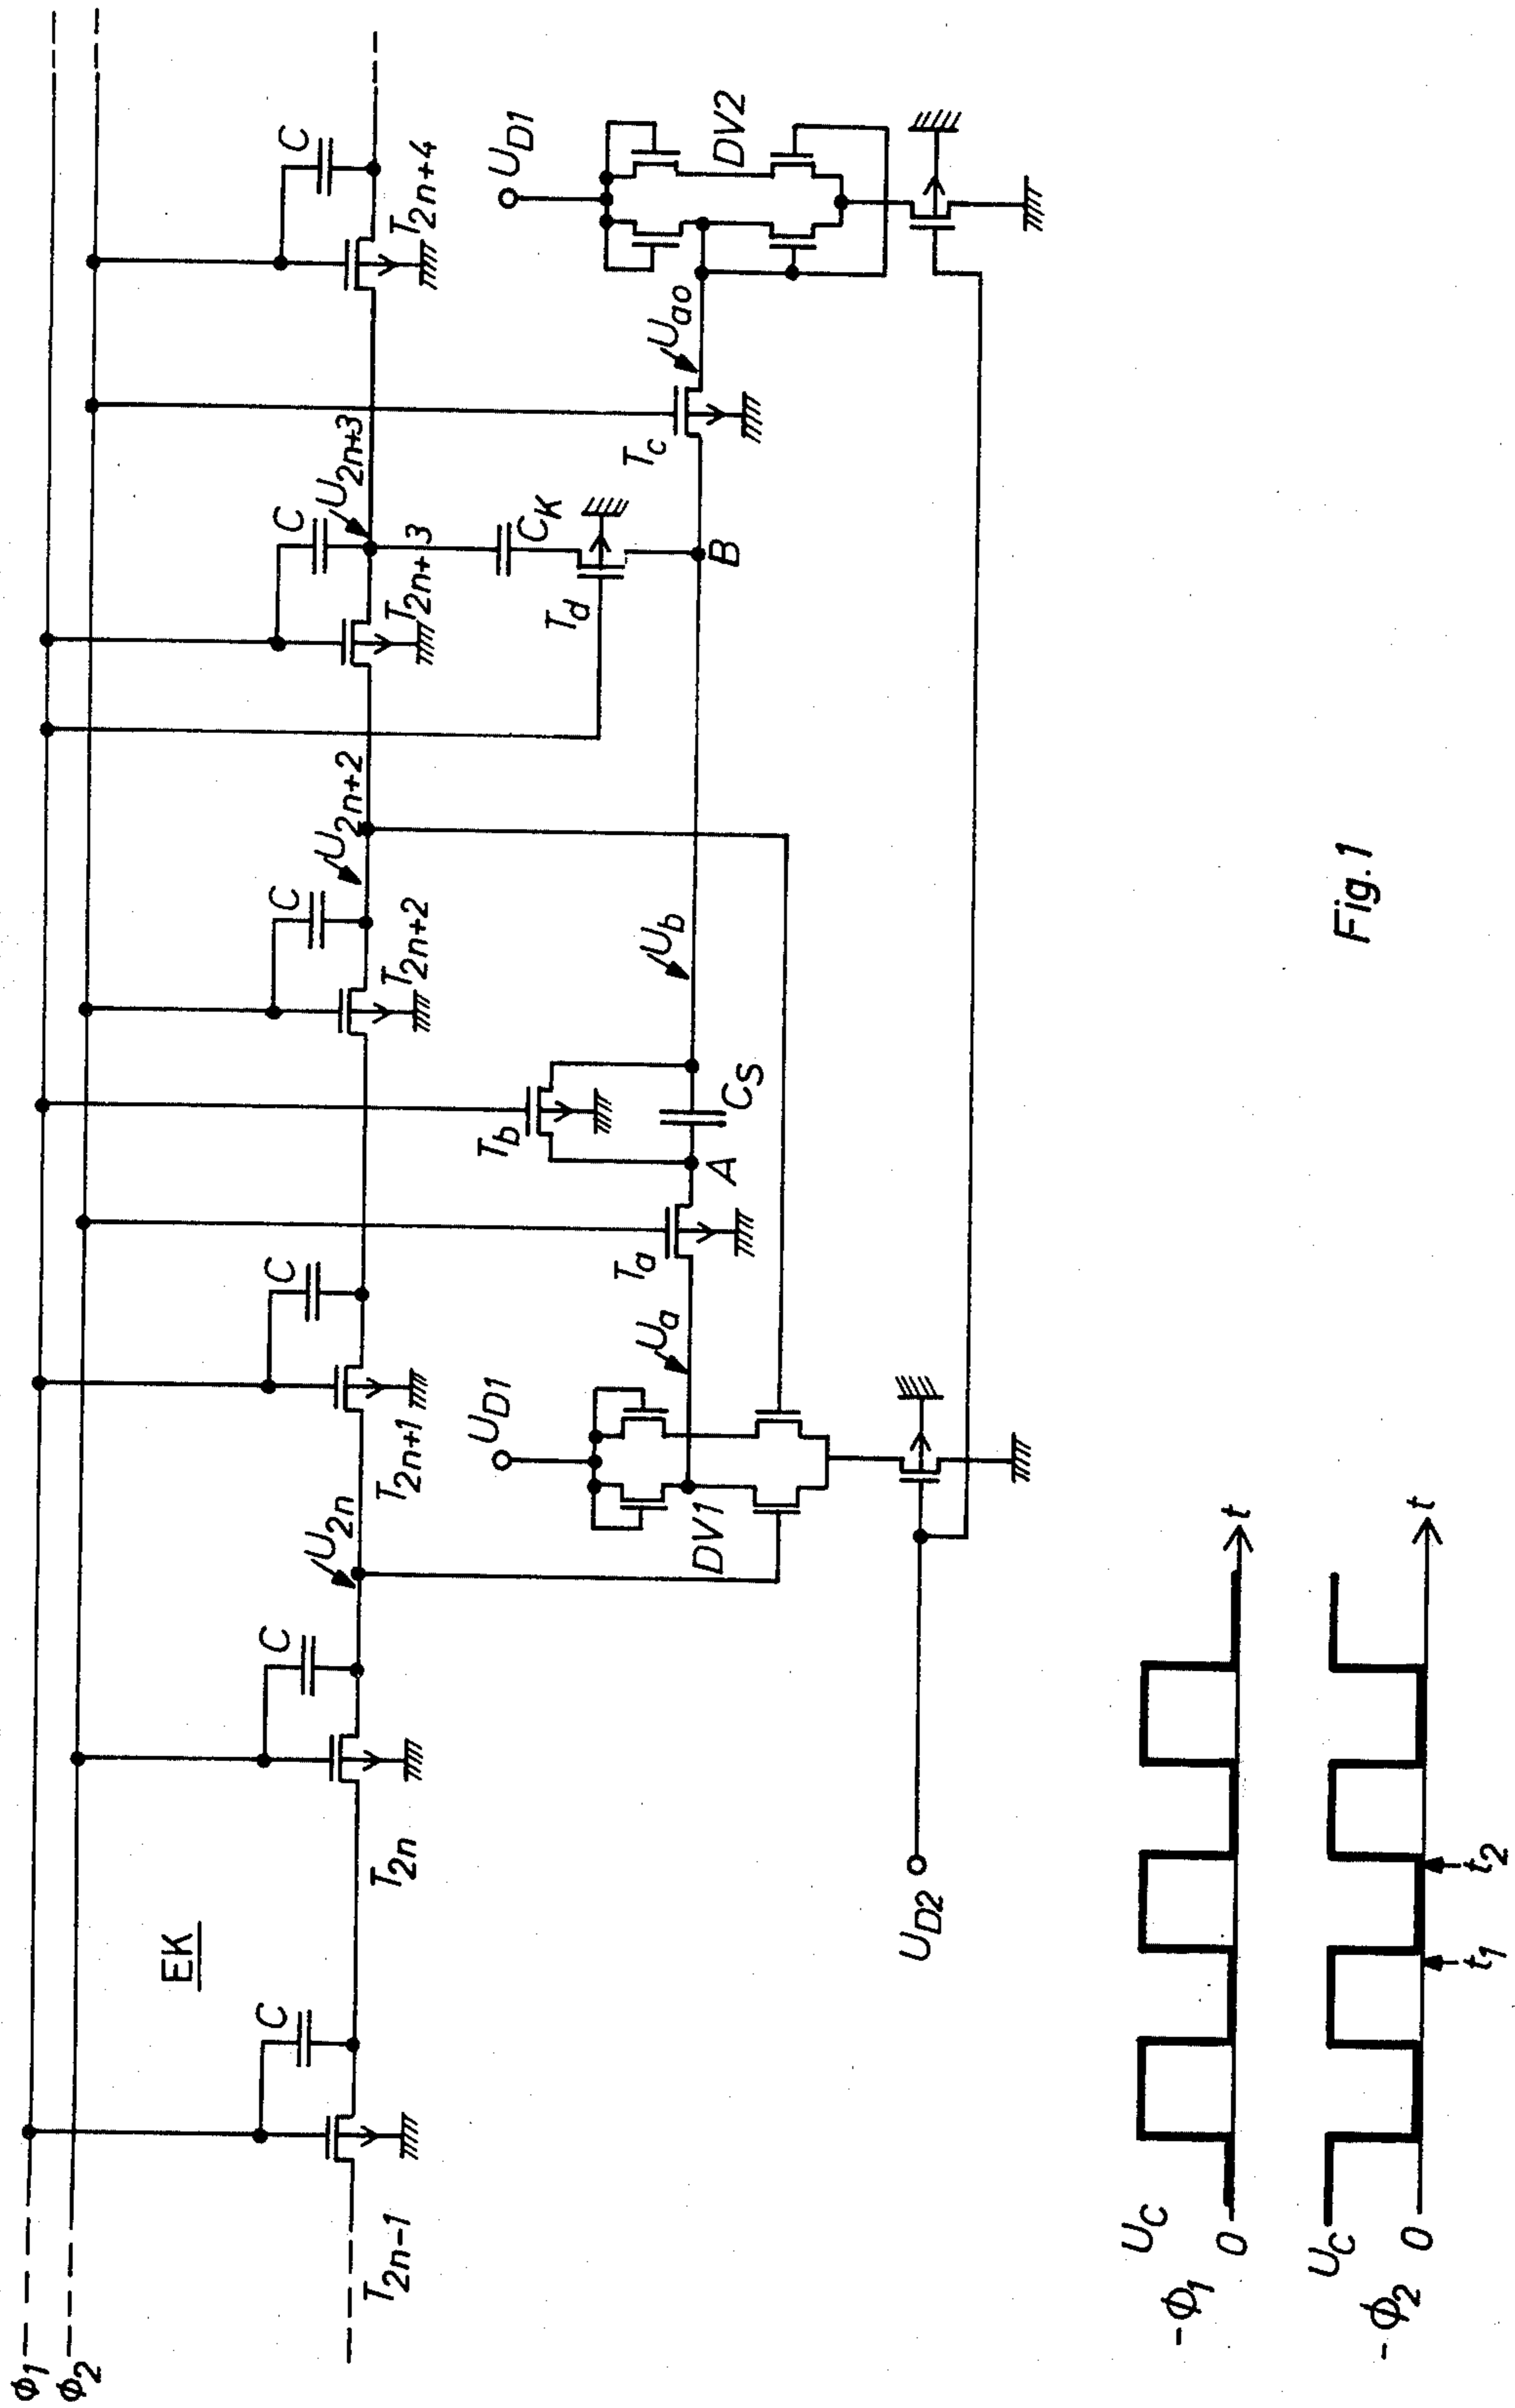 Φ1
Φ2
EK
C
C
C
C
C
C
T2n-1
T2n
U2n
T2n+1
T2n+2
U2n+2
T2n+3
U2n+3
T2n+4
UD1
UD1
Tb
Ta
A
CS
Ub
Ua
DV1
Td
CK
B
Tc
Uao
DV2
UD2
UC
0
-Φ1
t
UC
0
-Φ2
t1
t2
t
Fig.1